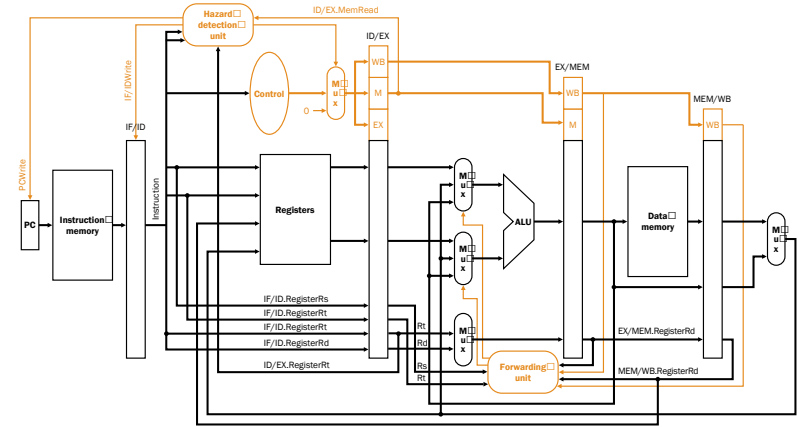 Hazard
detection
unit
ID/EX.MemRead
ID/EX
EX/MEM
MEM/WB
IF/IDWrite
PCWrite
IF/ID
Control
0
M
u
x
WB
M
EX
WB
M
WB
PC
Instruction
memory
Instruction
Registers
M
u
x
M
u
x
ALU
Data
memory
M
u
x
IF/ID.RegisterRs
IF/ID.RegisterRt
IF/ID.RegisterRt
IF/ID.RegisterRd
ID/EX.RegisterRt
Rt
Rd
Rs
Rt
M
u
x
EX/MEM.RegisterRd
Forwarding
unit
MEM/WB.RegisterRd